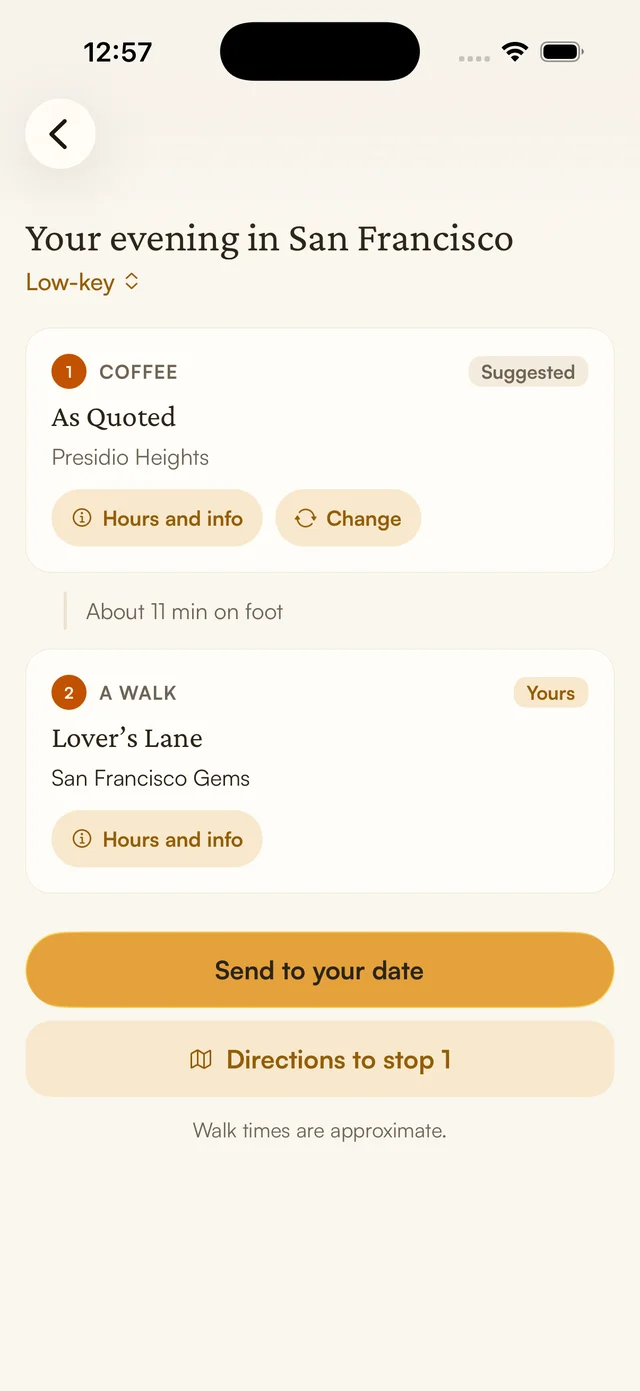 12:57
Your evening in San Francisco
Low-key
1 COFFEE Suggested
As Quoted
Presidio Heights
Hours and info Change
About 11 min on foot
2 A WALK Yours
Lover’s Lane
San Francisco Gems
Hours and info
Send to your date
Directions to stop 1
Walk times are approximate.